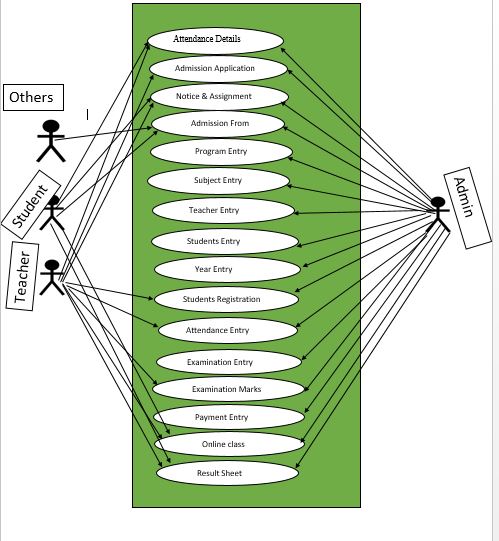 Attendance Details
Admission Application
Notice & Assignment
Admission From
Program Entry
Subject Entry
Teacher Entry
Students Entry
Year Entry
Students Registration
Attendance Entry
Examination Entry
Examination Marks
Payment Entry
Online class
Result Sheet
Others
Student
Teacher
Admin